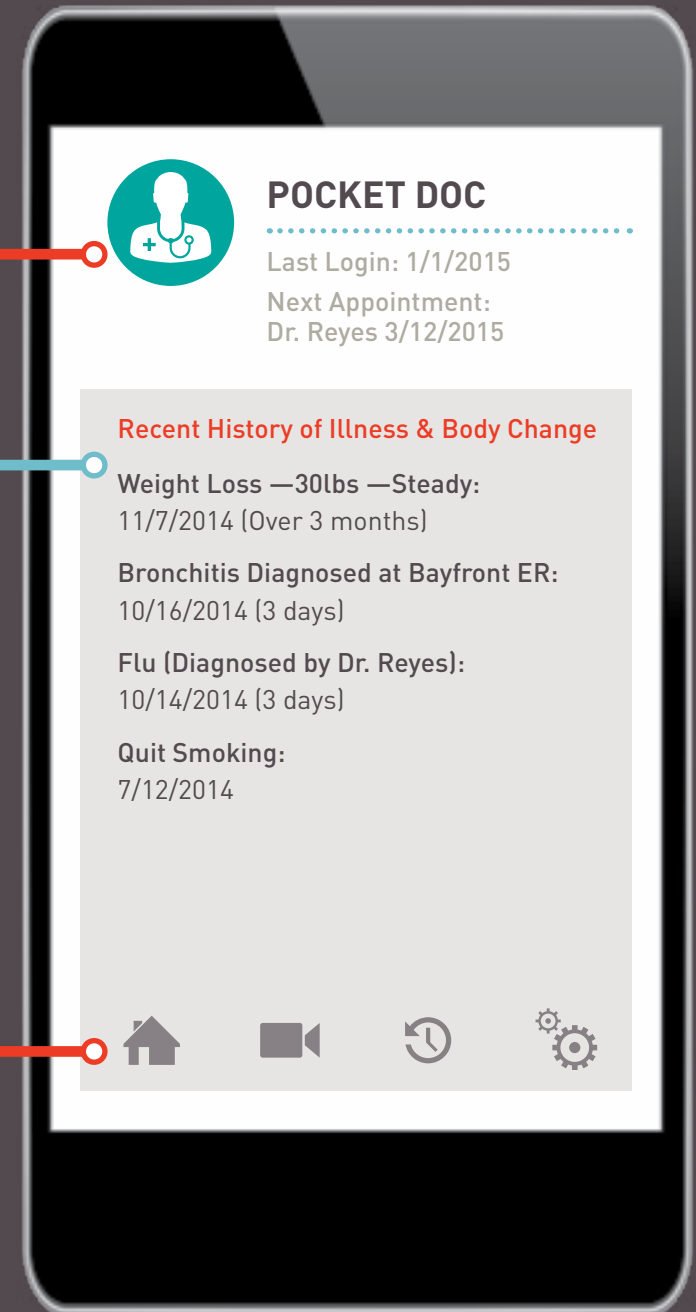 POCKET DOC
Last Login: 1/1/2015
Next Appointment:
Dr. Reyes 3/12/2015
Recent History of Illness & Body Change
Weight Loss —30lbs —Steady:
11/7/2014 (Over 3 months)
Bronchitis Diagnosed at Bayfront ER:
10/16/2014 (3 days)
Flu (Diagnosed by Dr. Reyes):
10/14/2014 (3 days)
Quit Smoking:
7/12/2014